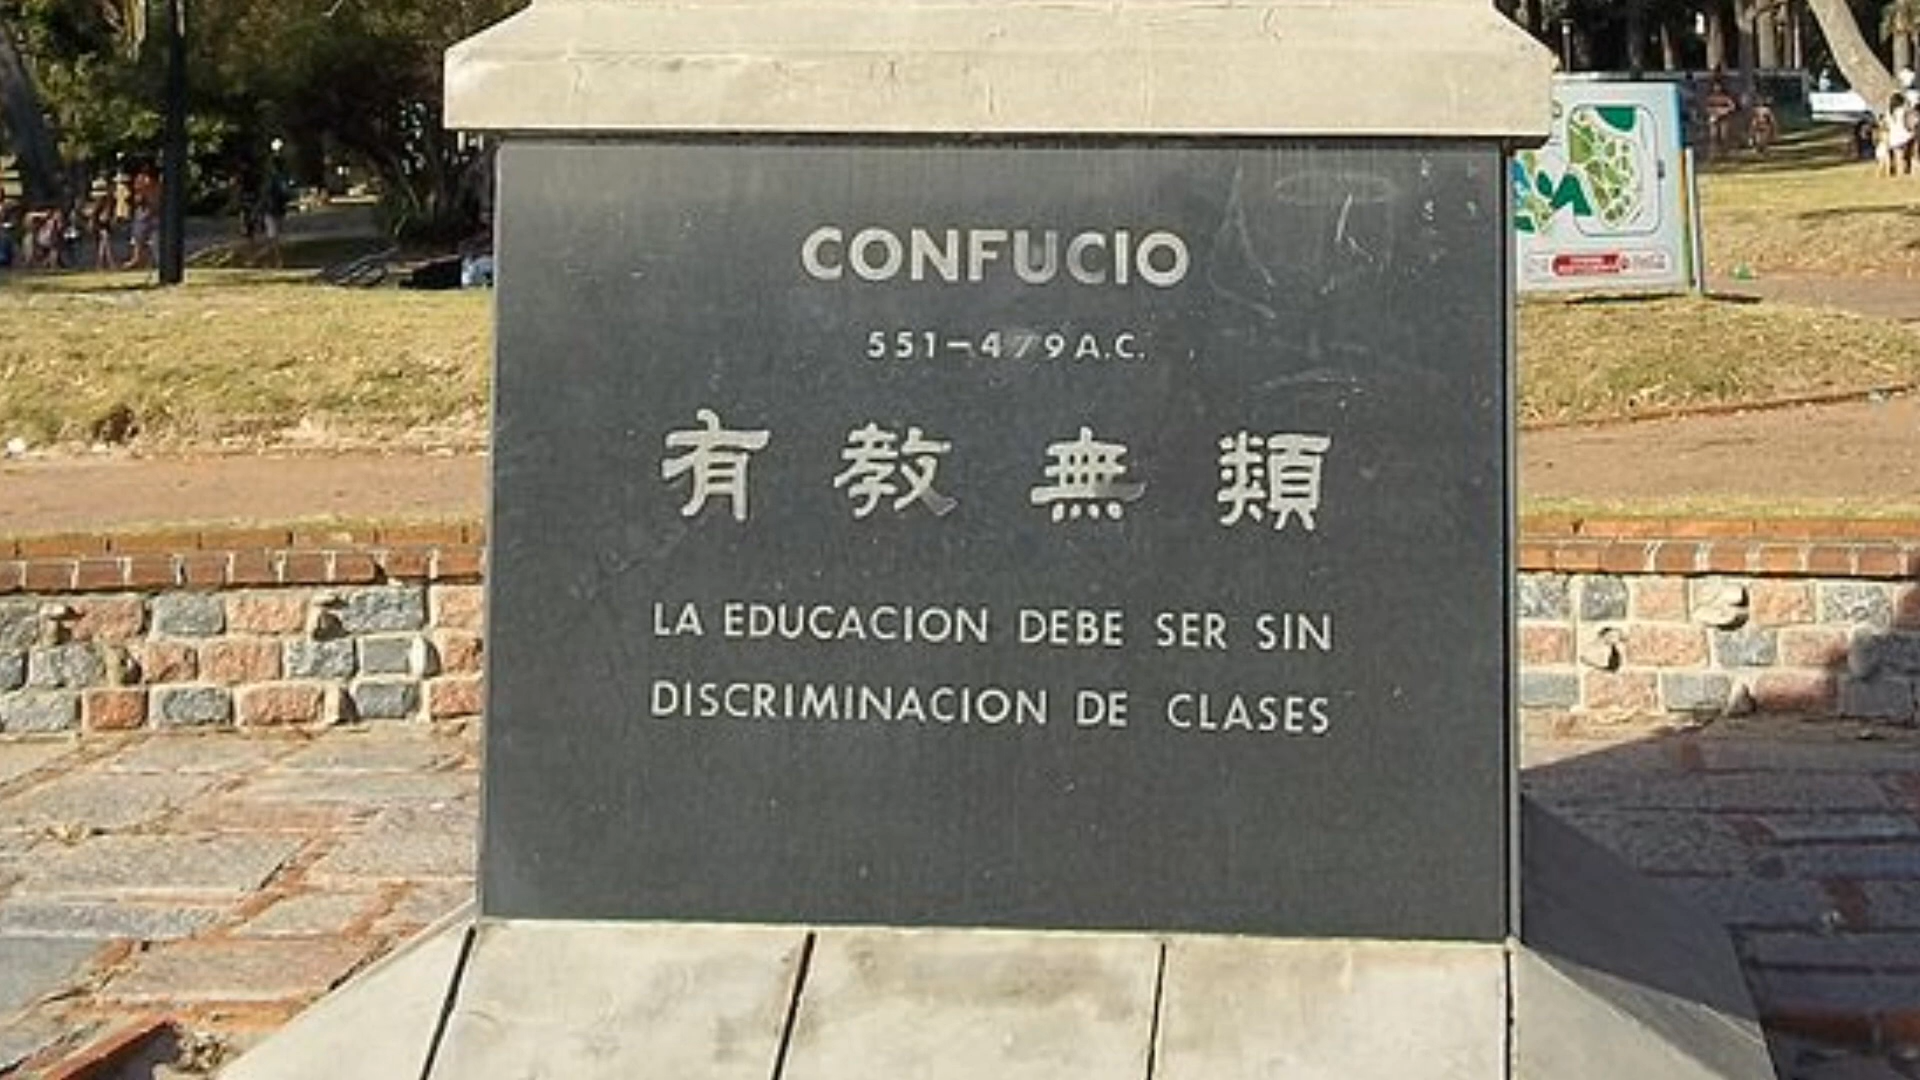 CONFUCIO
551-479 A.C.
有教無類
LA EDUCACION DEBE SER SIN
DISCRIMINACION DE CLASES